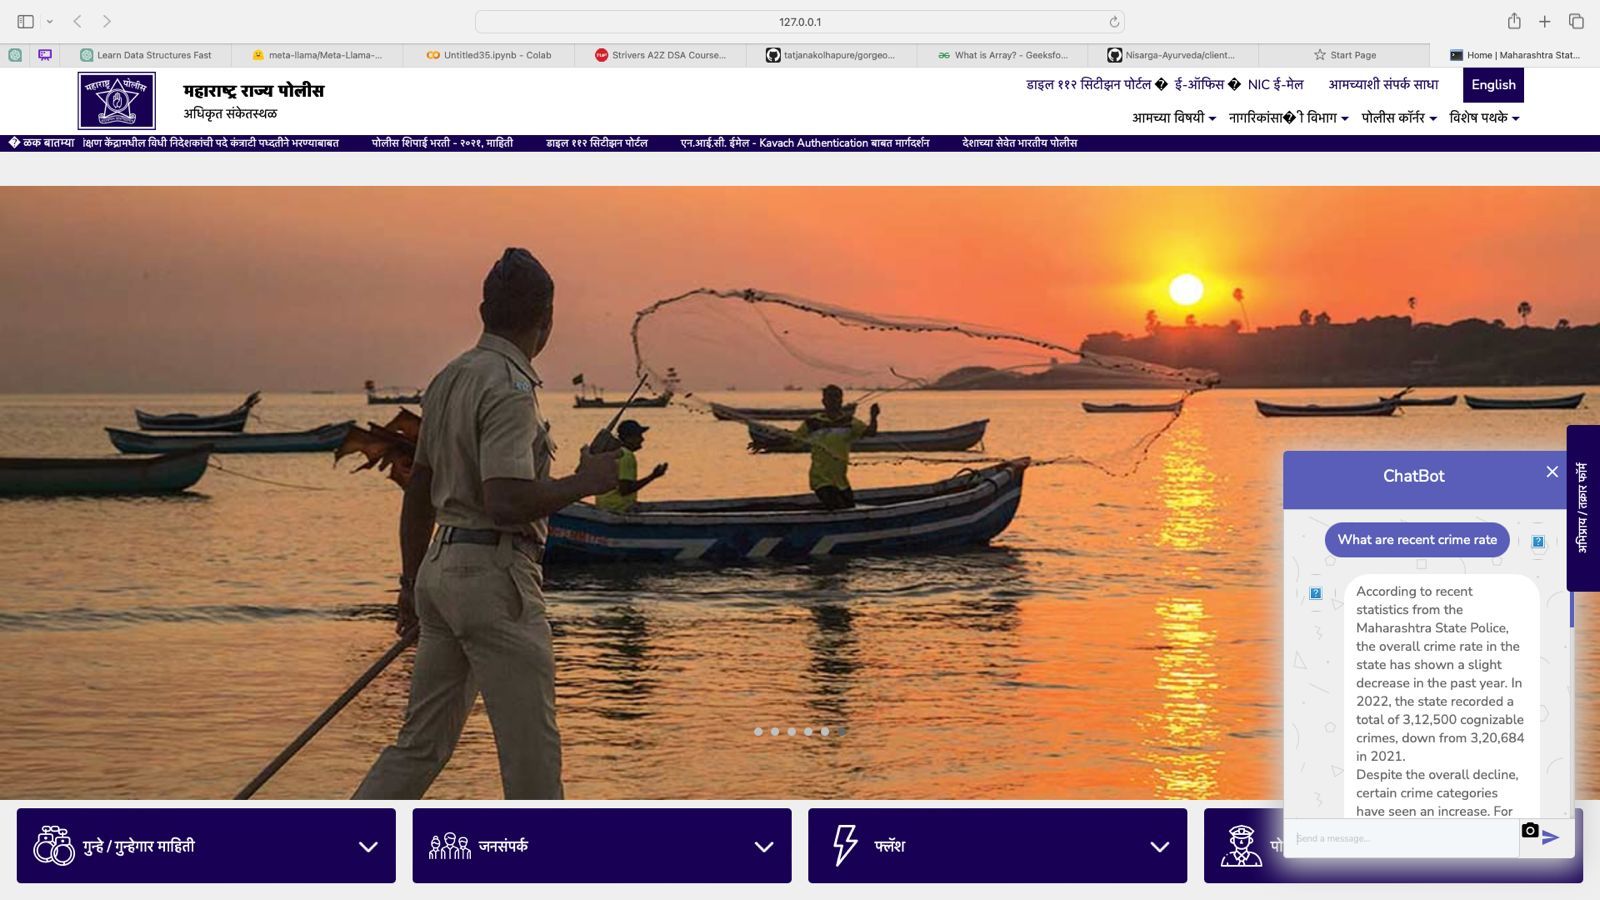 127.0.0.1
Learn Data Structures Fast
meta-llama/Meta-Llama-...
Untitled35.ipynb - Colab
Strivers A2Z DSA Course...
tatjanakolhapure/gorgeo...
What is Array? - Geeksfo...
Nisarga-Ayurveda/client...
Start Page
Home | Maharashtra Stat...
महाराष्ट्र राज्य पोलीस
अधिकृत संकेतस्थळ
डाइल ११२ सिटीझन पोर्टल � ई-ऑफिस � NIC ई-मेल आमच्याशी संपर्क साधा English
आमच्या विषयी नागरिकांसा�ी विभाग पोलीस कॉर्नर विशेष पथके
� ळक बातम्या क्षण केंद्रामधील विधी निदेशकांची पदे कंत्राटी पध्दतीने भरण्याबाबत पोलीस शिपाई भरती - २०२१, माहिती डाइल ११२ सिटीझन पोर्टल एन.आई.सी. ईमेल - Kavach Authentication बाबत मार्गदर्शन देशाच्या सेवेत भारतीय पोलीस
अभिप्राय / तक्रार फॉर्म
ChatBot
What are recent crime rate
According to recent
statistics from the
Maharashtra State Police,
the overall crime rate in the
state has shown a slight
decrease in the past year. In
2022, the state recorded a
total of 3,12,500 cognizable
crimes, down from 3,20,684
in 2021.
Despite the overall decline,
certain crime categories
have seen an increase. For
Send a message...
गुन्हे / गुन्हेगार माहिती
जनसंपर्क
फ्लॅश
पो